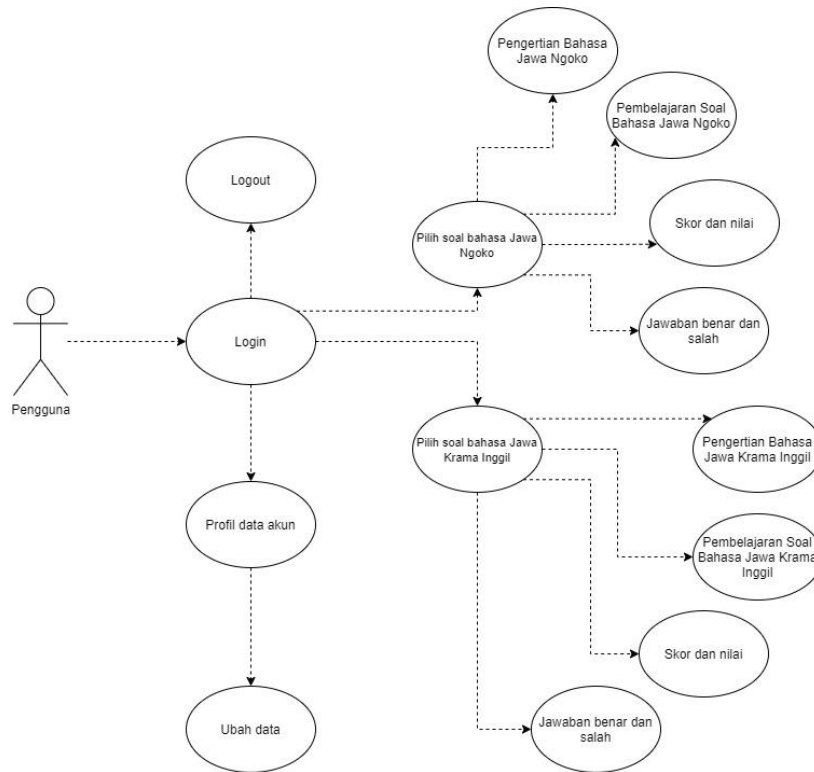 Pengertian Bahasa
Jawa Ngoko
Pembelajaran Soal
Bahasa Jawa Ngoko
Logout
Skor dan nilai
Pilih soal bahasa Jawa
Ngoko
Jawaban benar dan
salah
Login
Pengguna
Pilih soal bahasa Jawa
Krama Inggil
Pengertian Bahasa
Jawa Krama Inggil
Profil data akun
Pembelajaran Soal
Bahasa Jawa Krama
Inggil
Skor dan nilai
Ubah data
Jawaban benar dan
salah